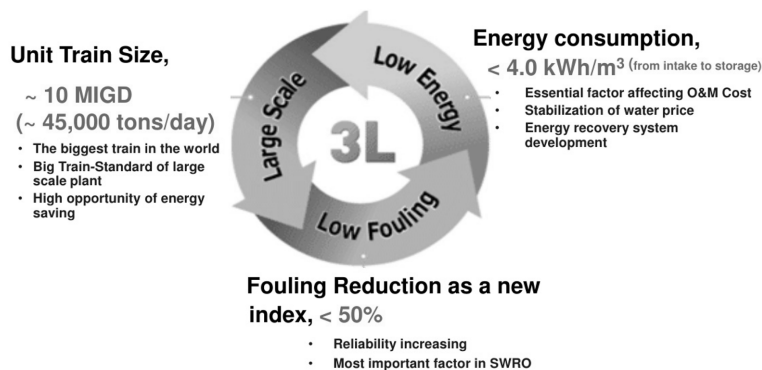 Unit Train Size,
~ 10 MIGD
(~ 45,000 tons/day)
• The biggest train in the world
• Big Train-Standard of large
scale plant
• High opportunity of energy
saving
Large Scale
Low Energy
3L
Low Fouling
Energy consumption,
< 4.0 kWh/m³ (from intake to storage)
• Essential factor affecting O&M Cost
• Stabilization of water price
• Energy recovery system
development
Fouling Reduction as a new
index, < 50%
• Reliability increasing
• Most important factor in SWRO